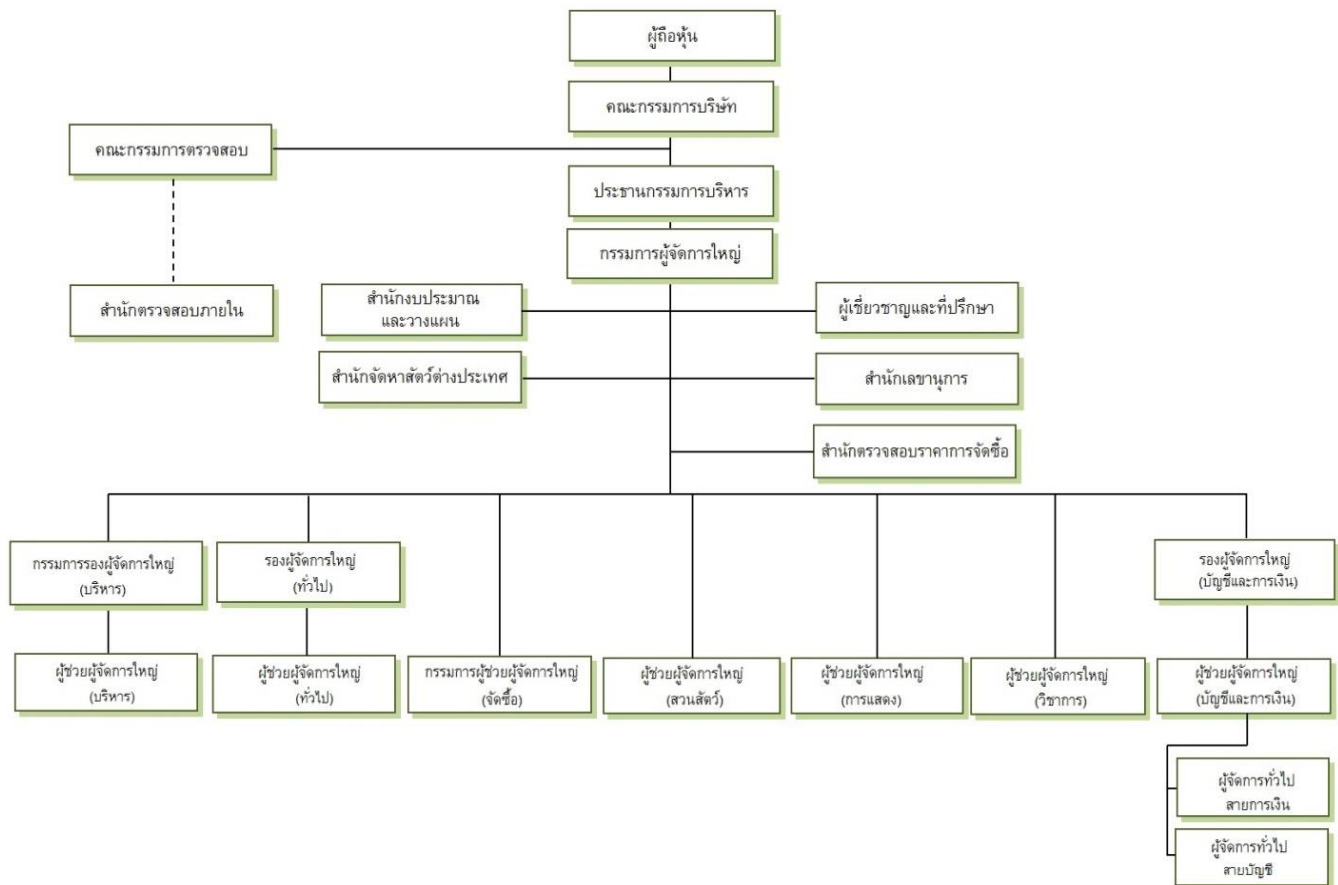 ผู้ถือหุ้น
คณะกรรมการบริษัท
คณะกรรมการตรวจสอบ
ประธานกรรมการบริหาร
กรรมการผู้จัดการใหญ่
สำนักตรวจสอบภายใน
สำนักงบประมาณ
และวางแผน
ผู้เชี่ยวชาญและที่ปรึกษา
สำนักจัดหาสัตว์ต่างประเทศ
สำนักเลขานุการ
สำนักตรวจสอบราคาการจัดซื้อ
กรรมการรองผู้จัดการใหญ่
(บริหาร)
รองผู้จัดการใหญ่
(ทั่วไป)
รองผู้จัดการใหญ่
(บัญชีและการเงิน)
ผู้ช่วยผู้จัดการใหญ่
(บริหาร)
ผู้ช่วยผู้จัดการใหญ่
(ทั่วไป)
กรรมการผู้ช่วยผู้จัดการใหญ่
(จัดซื้อ)
ผู้ช่วยผู้จัดการใหญ่
(สวนสัตว์)
ผู้ช่วยผู้จัดการใหญ่
(การแสดง)
ผู้ช่วยผู้จัดการใหญ่
(วิชาการ)
ผู้ช่วยผู้จัดการใหญ่
(บัญชีและการเงิน)
ผู้จัดการทั่วไป
สายการเงิน
ผู้จัดการทั่วไป
สายบัญชี